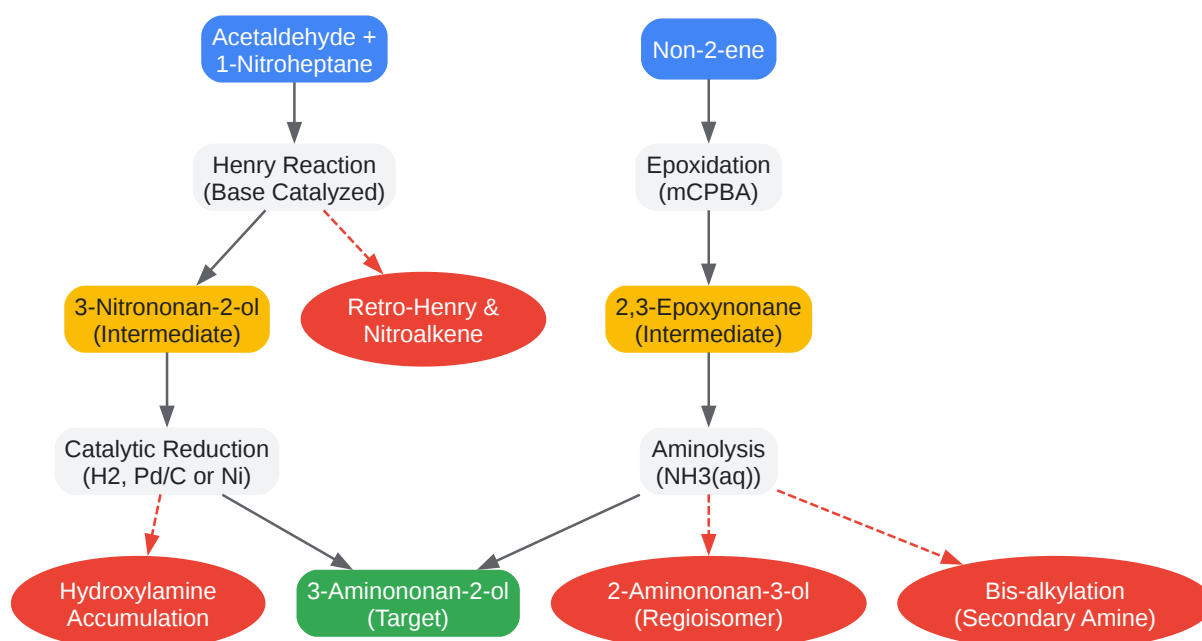 Acetaldehyde +
1-Nitroheptane
Non-2-ene
Henry Reaction
(Base Catalyzed)
Epoxidation
(mCPBA)
3-Nitrononan-2-ol
(Intermediate)
Retro-Henry &
Nitroalkene
2,3-Epoxynonane
(Intermediate)
Catalytic Reduction
(H2, Pd/C or Ni)
Aminolysis
(NH3(aq))
Hydroxylamine
Accumulation
3-Aminononan-2-ol
(Target)
2-Aminononan-3-ol
(Regioisomer)
Bis-alkylation
(Secondary Amine)